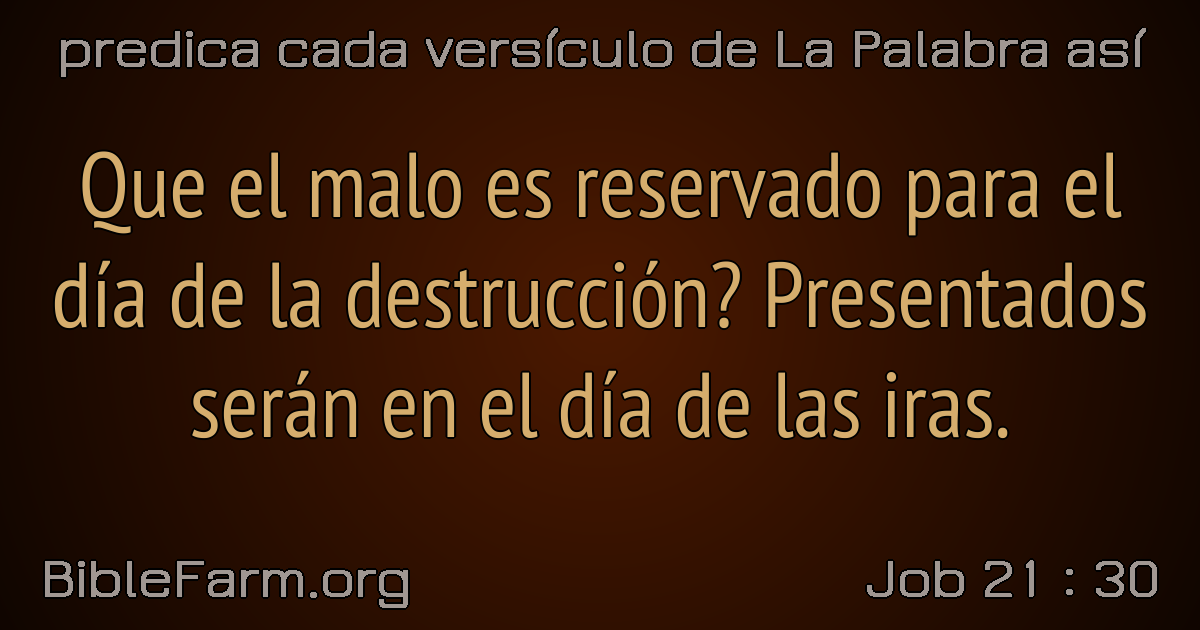 predica cada versículo de La Palabra así
Que el malo es reservado para el
día de la destrucción? Presentados
serán en el día de las iras.
BibleFarm.org
Job 21 : 30